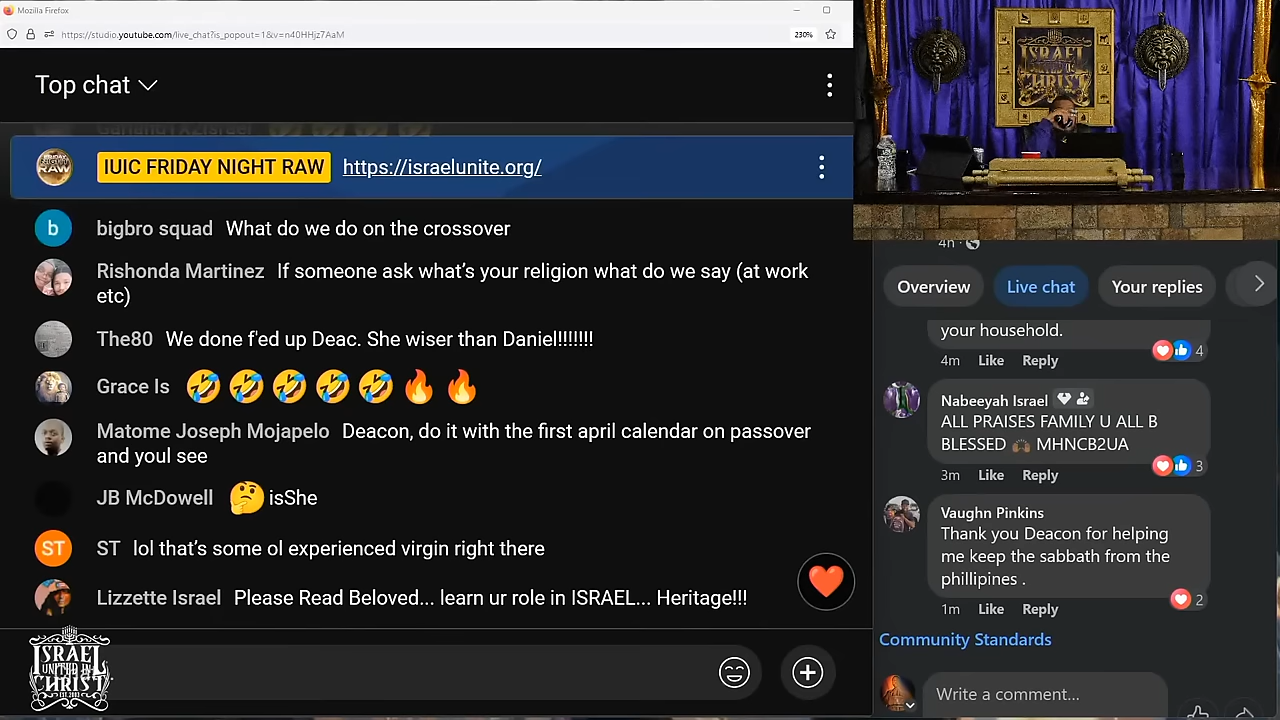 Mozilla Firefox
https://studio.youtube.com/live_chat?is_popout=1&v=n40HHjz7AaM
230%
Top chat
IUIC FRIDAY NIGHT RAW https://israelunite.org/
bigbro squad What do we do on the crossover
Rishonda Martinez If someone ask what's your religion what do we say (at work
etc)
The80 We done f'ed up Deac. She wiser than Daniel!!!!!!!
Grace Is 🤣🤣🤣🤣🤣🔥🔥
Matome Joseph Mojapelo Deacon, do it with the first april calendar on passover
and youl see
JB McDowell 🤔isShe
ST ST lol that's some ol experienced virgin right there
Lizzette Israel Please Read Beloved... learn ur role in ISRAEL... Heritage!!!
ISRAEL
UNITED IN
CHRIST
EST. 2003
ISRAEL
UNITED IN
CHRIST
4h
Overview Live chat Your replies
your household.
4m Like Reply 4
Nabeeyah Israel
ALL PRAISES FAMILY U ALL B
BLESSED 🙌🏾 MHNCB2UA
3m Like Reply 3
Vaughn Pinkins
Thank you Deacon for helping
me keep the sabbath from the
phillipines .
1m Like Reply 2
Community Standards
Write a comment...